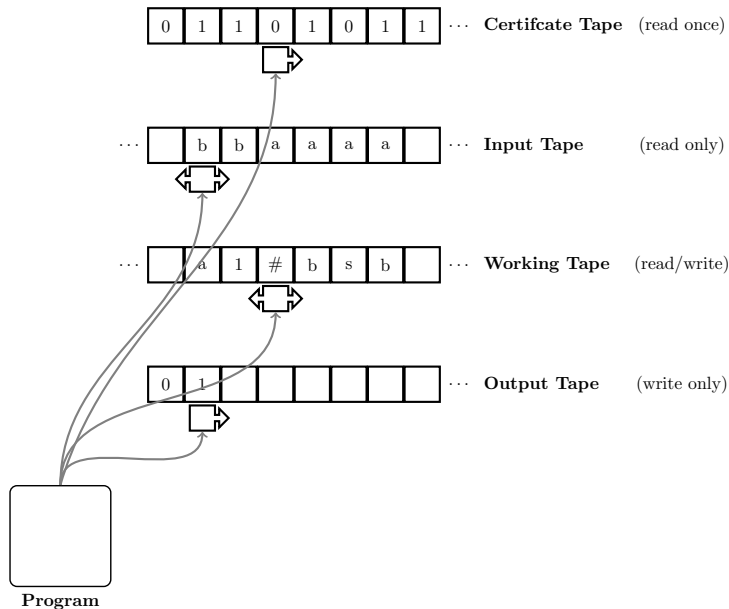 0 1 1 0 1 0 1 1 ··· Certifcate Tape (read once)
··· b b a a a a ··· Input Tape (read only)
··· a 1 # b s b ··· Working Tape (read/write)
0 1 ··· Output Tape (write only)
Program